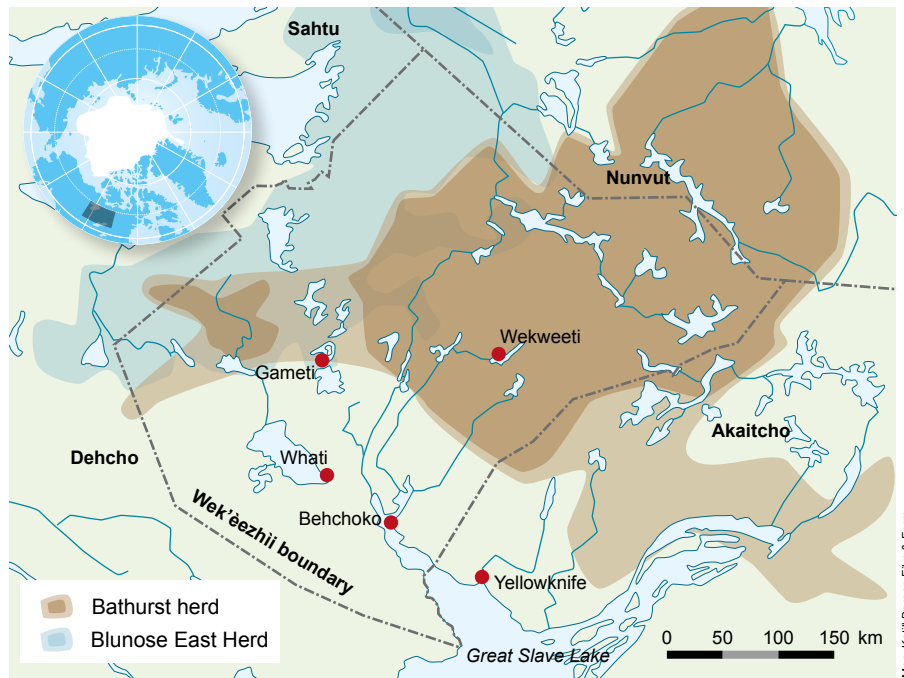 Sahtu
Nunvut
Wekweeti
Gameti
Akaitcho
Dehcho
Whati
Wek'èezhii boundary
Behchoko
Yellowknife
Bathurst herd
Blunose East Herd
0 50 100 150 km
Great Slave Lake